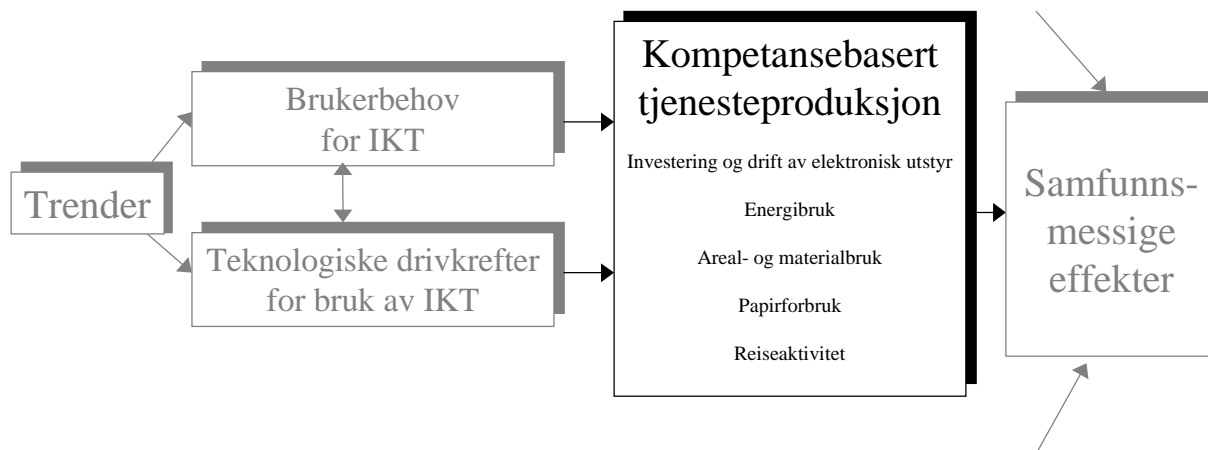 Trender
Brukerbehov
for IKT
Teknologiske drivkrefter
for bruk av IKT
Kompetansebasert
tjenesteproduksjon
Investering og drift av elektronisk utstyr
Energibruk
Areal- og materialbruk
Papirforbruk
Reiseaktivitet
Samfunns-
messige
effekter